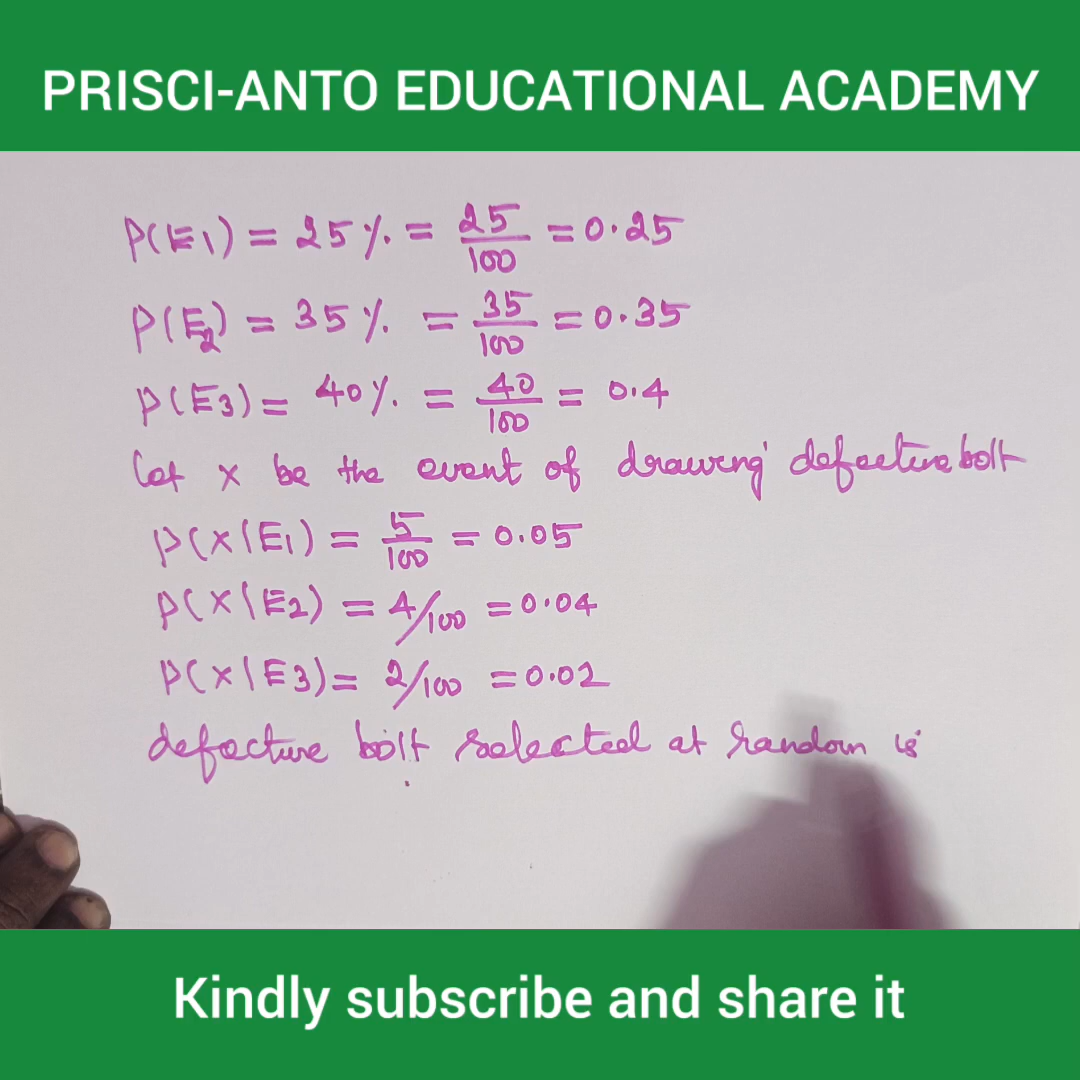 PRISCI-ANTO EDUCATIONAL ACADEMY
P(E1) = 25% = 25/100 = 0.25
P(E2) = 35% = 35/100 = 0.35
P(E3) = 40% = 40/100 = 0.4
Let x be the event of drawing defective bolt
P(x|E1) = 5/100 = 0.05
P(x|E2) = 4/100 = 0.04
P(x|E3) = 2/100 = 0.02
defective bolt selected at random is
Kindly subscribe and share it